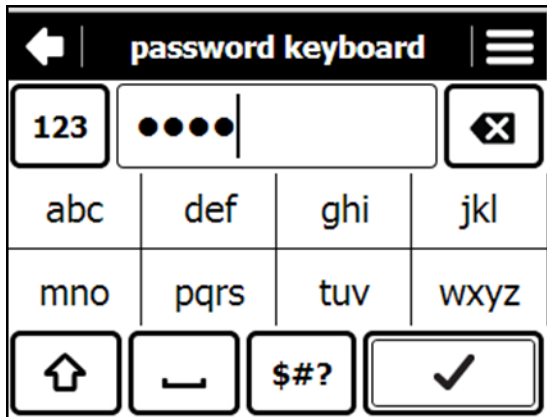 password keyboard
123 ●●●●
abc def ghi jkl
mno pqrs tuv wxyz
$#?